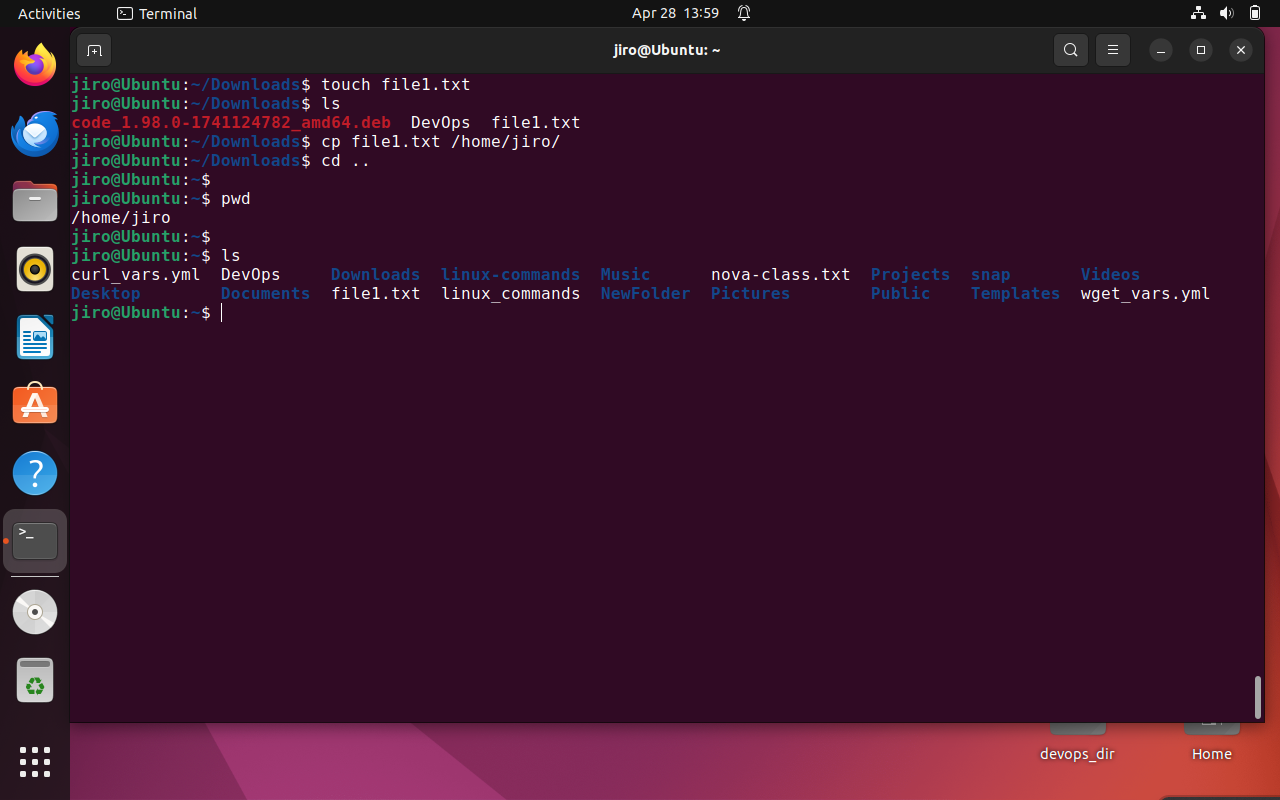 Activities Terminal Apr 28 13:59
jiro@Ubuntu: ~
jiro@Ubuntu:~/Downloads$ touch file1.txt
jiro@Ubuntu:~/Downloads$ ls
code_1.98.0-1741124782_amd64.deb DevOps file1.txt
jiro@Ubuntu:~/Downloads$ cp file1.txt /home/jiro/
jiro@Ubuntu:~/Downloads$ cd ..
jiro@Ubuntu:~$
jiro@Ubuntu:~$ pwd
/home/jiro
jiro@Ubuntu:~$
jiro@Ubuntu:~$ ls
curl_vars.yml DevOps Downloads linux-commands Music nova-class.txt Projects snap Videos
Desktop Documents file1.txt linux_commands NewFolder Pictures Public Templates wget_vars.yml
jiro@Ubuntu:~$
devops_dir Home